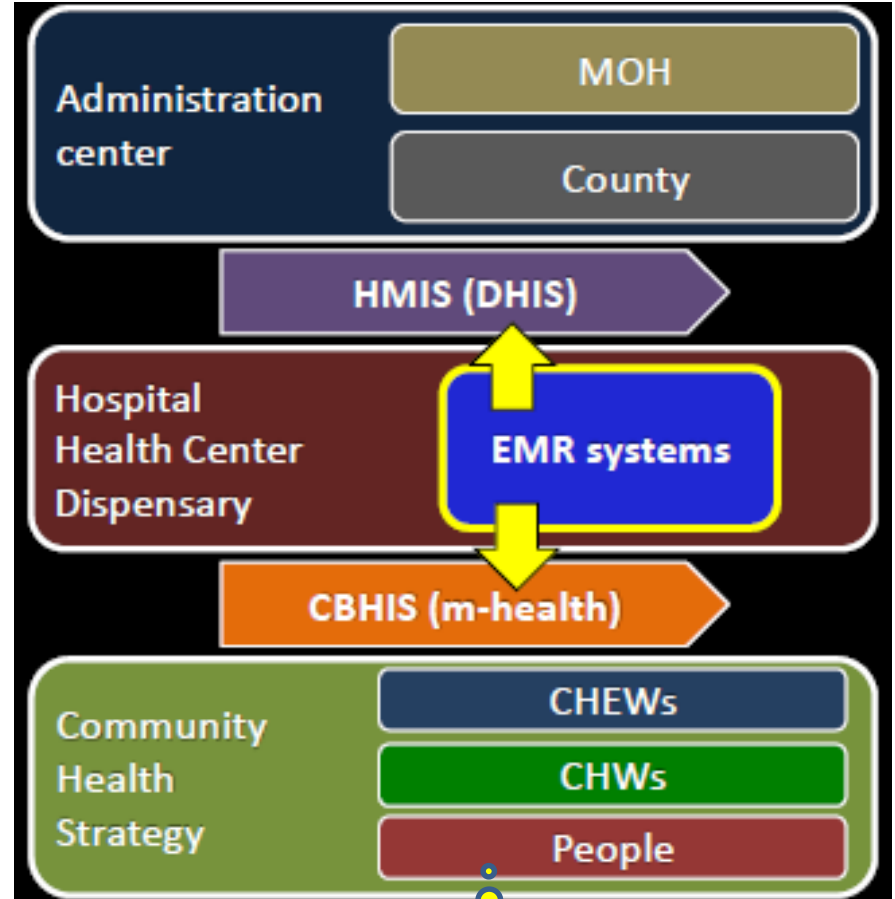 Administration
center
MOH
County
HMIS (DHIS)
Hospital
Health Center
Dispensary
EMR systems
CBHIS (m-health)
Community
Health
Strategy
CHEWs
CHWs
People